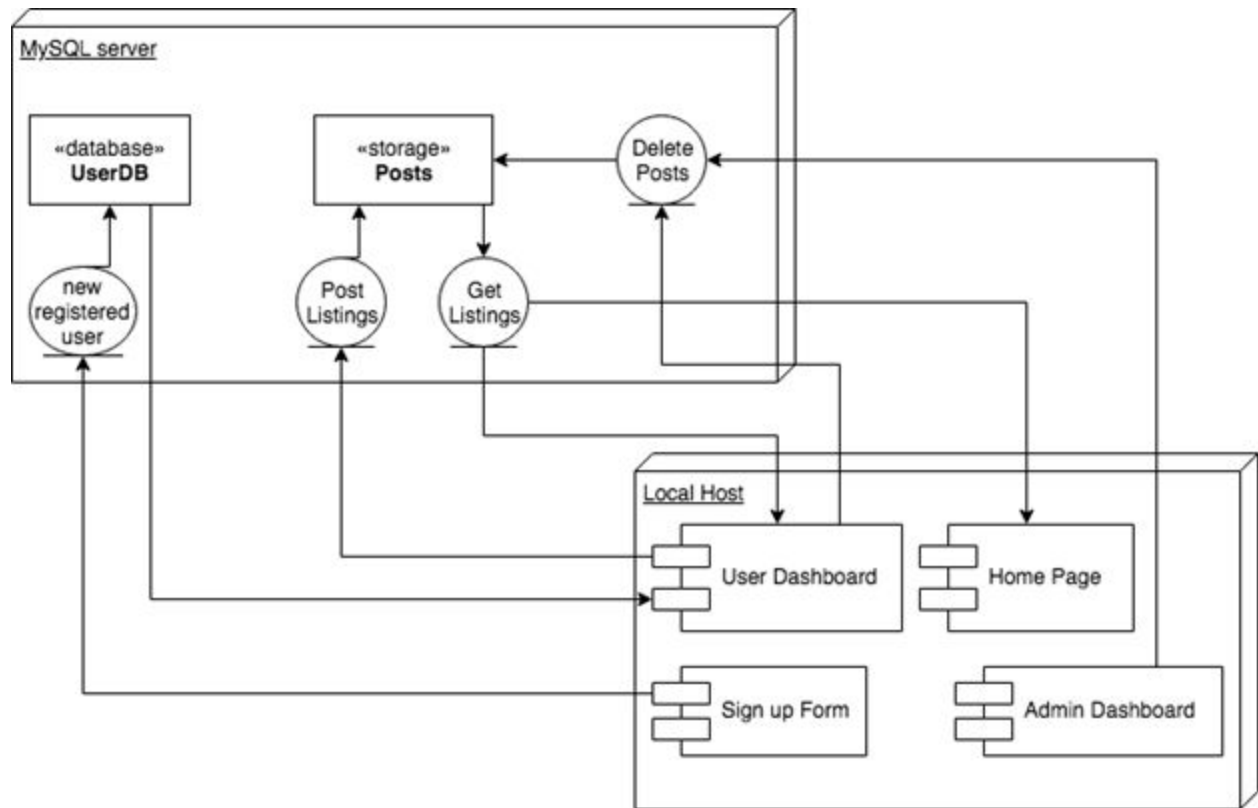 MySQL server
«database»
UserDB
«storage»
Posts
Delete
Posts
new
registered
user
Post
Listings
Get
Listings
Local Host
User Dashboard
Home Page
Sign up Form
Admin Dashboard